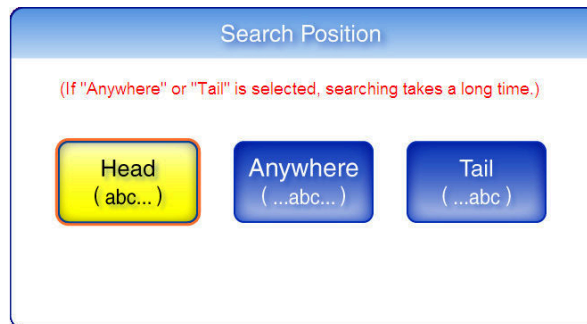 Search Position
(If "Anywhere" or "Tail" is selected, searching takes a long time.)
Head
( abc... )
Anywhere
( ...abc... )
Tail
( ...abc )